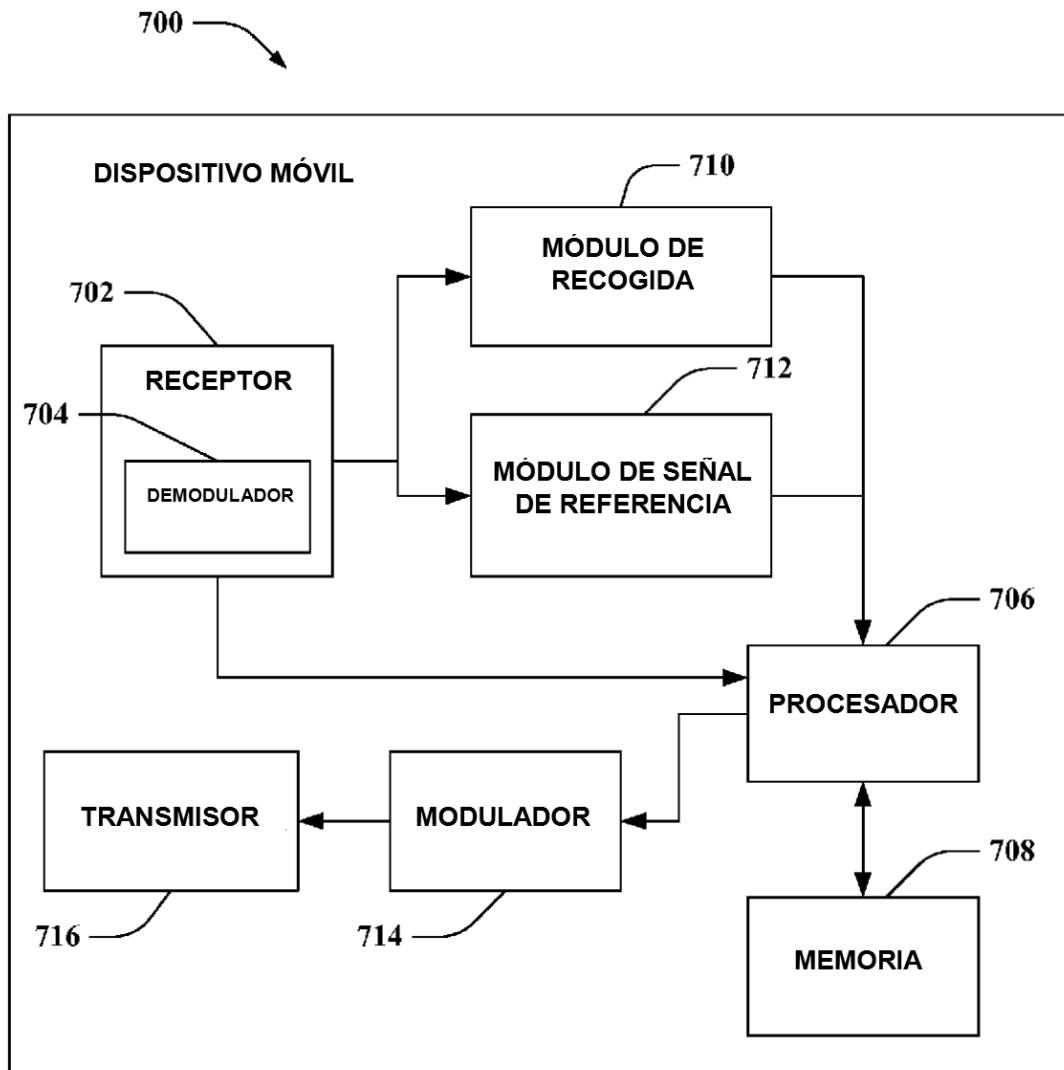 700
DISPOSITIVO MÓVIL
710
MÓDULO DE
RECOGIDA
702
RECEPTOR
712
704
MÓDULO DE SEÑAL
DE REFERENCIA
DEMODULADOR
706
PROCESADOR
TRANSMISOR
MODULADOR
708
716
714
MEMORIA